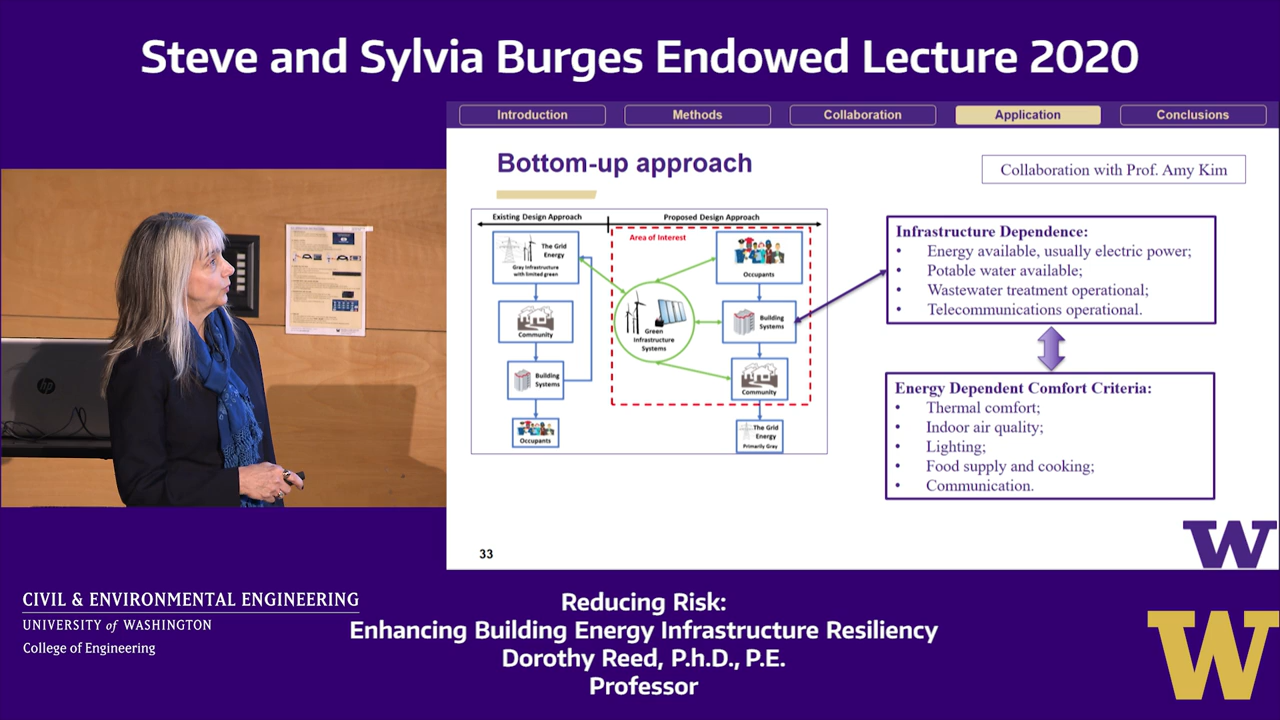 Steve and Sylvia Burges Endowed Lecture 2020
Introduction
Methods
Collaboration
Application
Conclusions
Bottom-up approach
Collaboration with Prof. Amy Kim
Existing Design Approach
Proposed Design Approach
The Grid
Energy
Gray Infrastructure
with limited green
Community
Building
Systems
Occupants
Area of Interest
Occupants
Green
Infrastructure
Systems
Building
Systems
Community
The Grid
Energy
Primarily Gray
Infrastructure Dependence:
• Energy available, usually electric power;
• Potable water available;
• Wastewater treatment operational;
• Telecommunications operational.
Energy Dependent Comfort Criteria:
• Thermal comfort;
• Indoor air quality;
• Lighting;
• Food supply and cooking;
• Communication.
33
W
hp
CIVIL & ENVIRONMENTAL ENGINEERING
UNIVERSITY of WASHINGTON
College of Engineering
Reducing Risk:
Enhancing Building Energy Infrastructure Resiliency
Dorothy Reed, P.h.D., P.E.
Professor
W